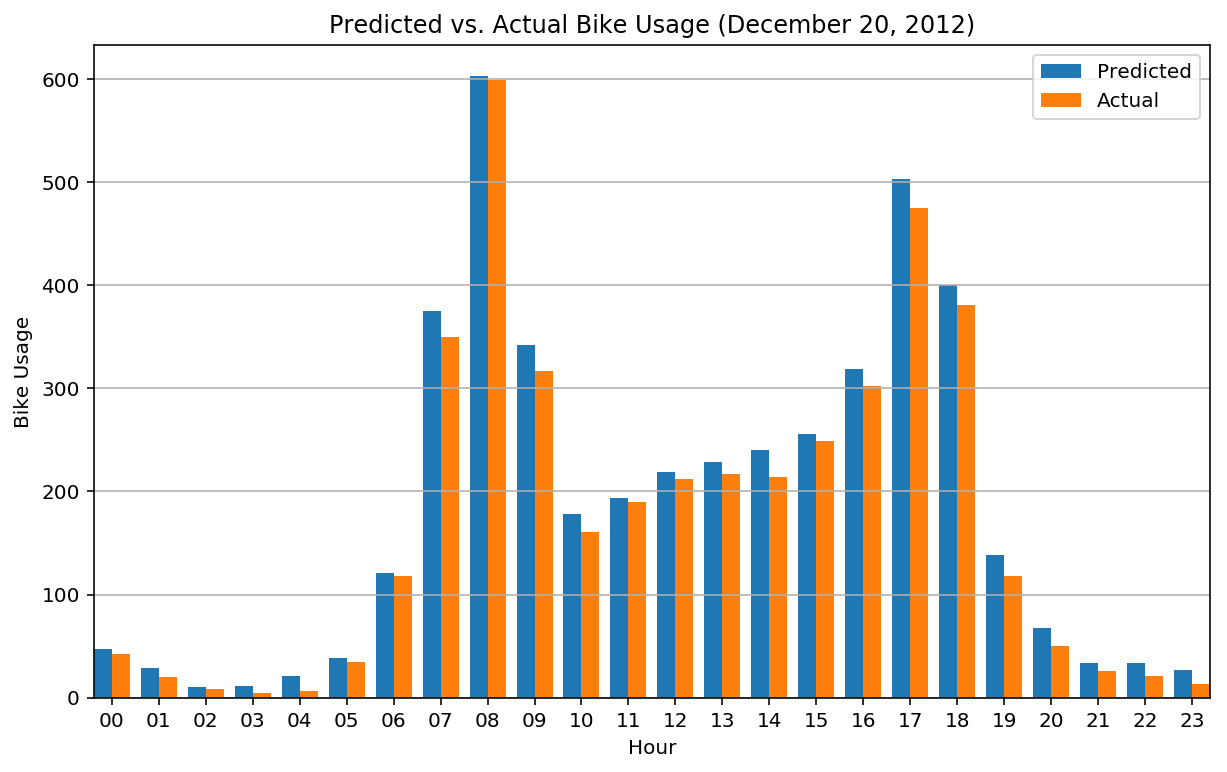 Predicted vs. Actual Bike Usage (December 20, 2012)
Predicted
Actual
600
500
400
300
200
100
0
Bike Usage
00 01 02 03 04 05 06 07 08 09 10 11 12 13 14 15 16 17 18 19 20 21 22 23
Hour